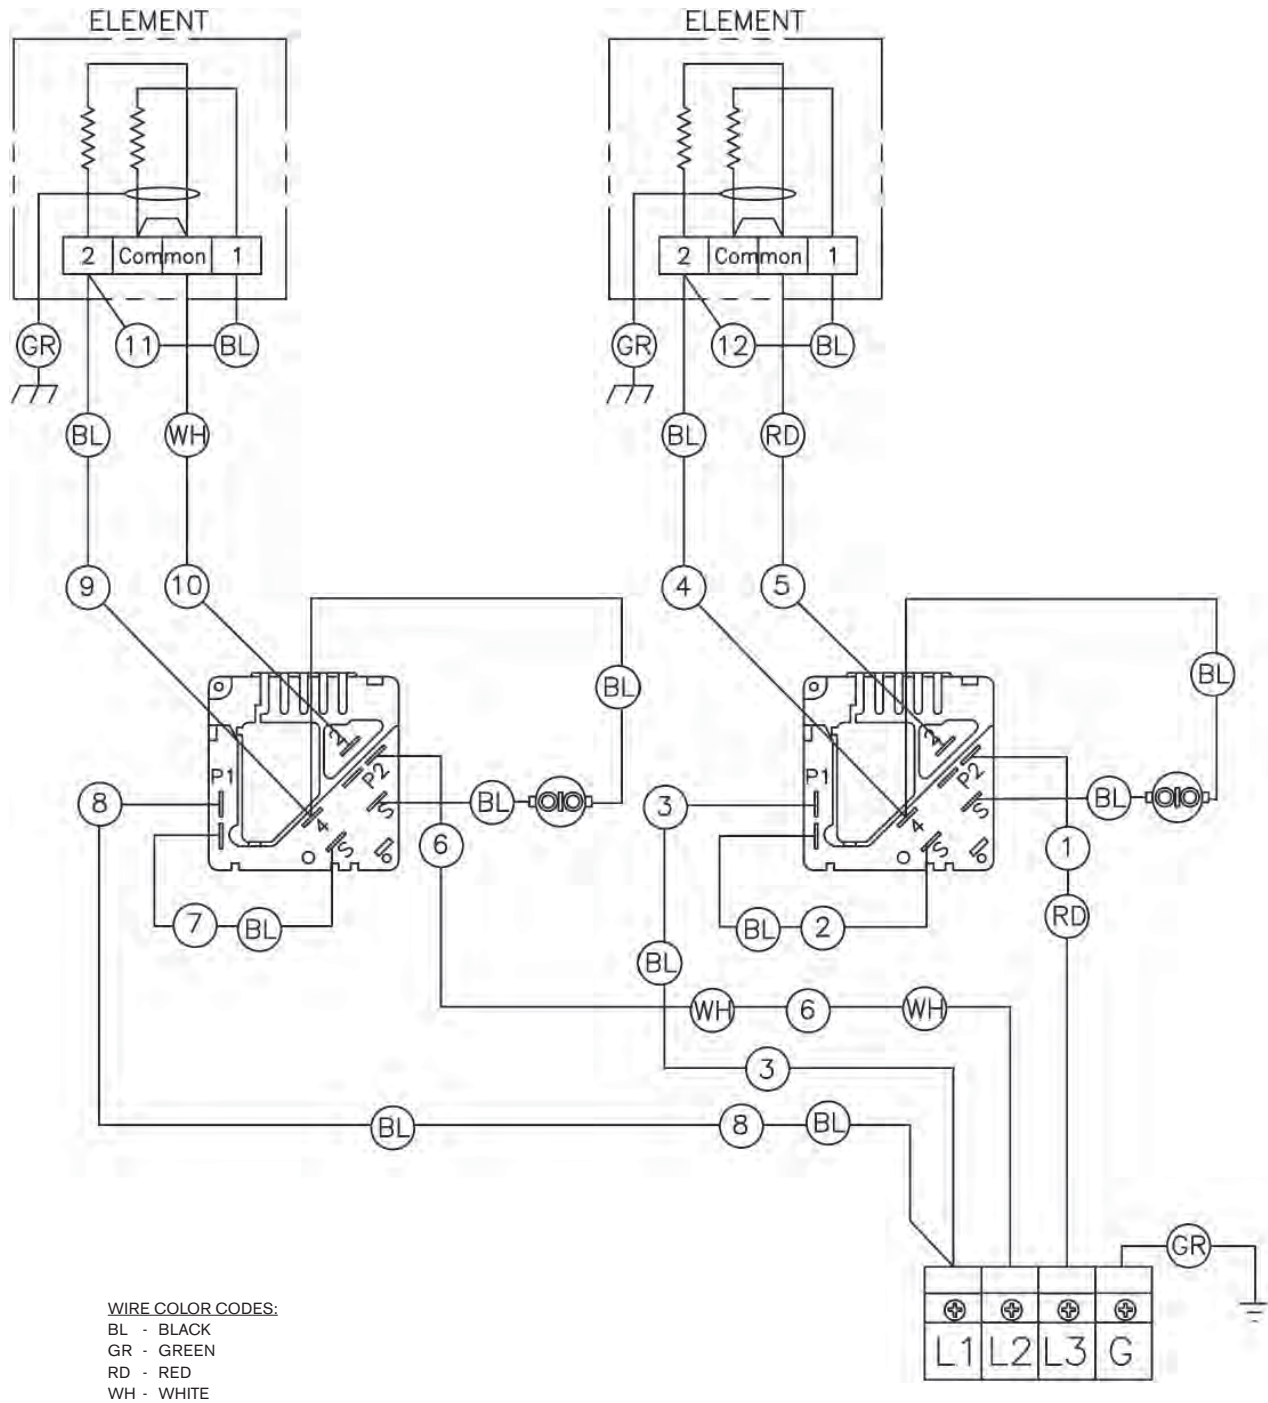 ELEMENT ELEMENT
2 Common 1 2 Common 1
GR 11 BL GR 12 BL
BL WH BL RD
9 10 4 5
BL BL
2 2
P1 P2 P1 P2
8 S BL 3 S BL
4 4
6 1
S S
7 BL BL 2 RD
BL
WH 6 WH
3
BL 8 BL
GR
L1 L2 L3 G
WIRE COLOR CODES:
BL - BLACK
GR - GREEN
RD - RED
WH - WHITE